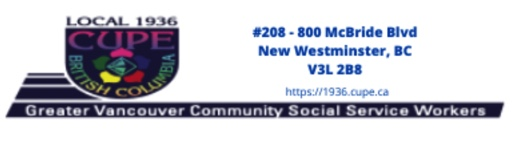 LOCAL 1936
CUPE
BRITISH COLUMBIA
Greater Vancouver Community Social Service Workers
#208 - 800 McBride Blvd
New Westminster, BC
V3L 2B8
https://1936.cupe.ca